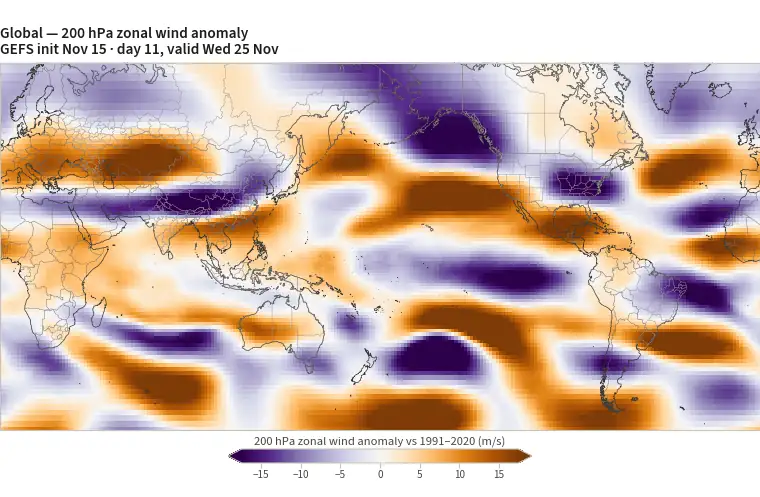 Global — 200 hPa zonal wind anomaly
GEFS init Nov 15 · day 11, valid Wed 25 Nov
200 hPa zonal wind anomaly vs 1991–2020 (m/s)
−15 −10 −5 0 5 10 15